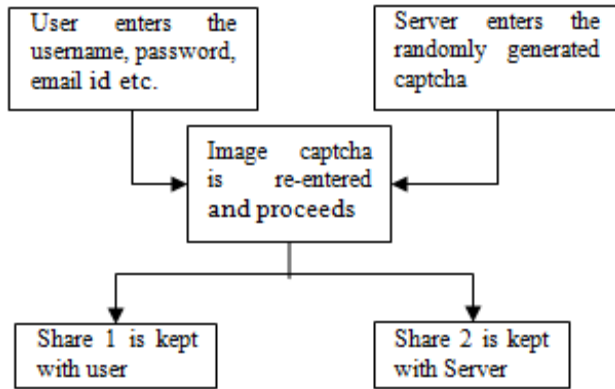 User enters the
username, password,
email id etc.
Server enters the
randomly generated
captcha
Image captcha
is re-entered
and proceeds
Share 1 is kept
with user
Share 2 is kept
with Server